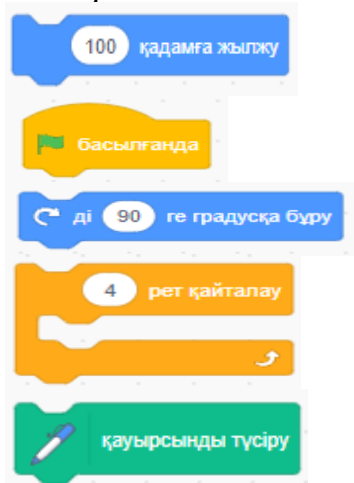 100 қадамға жылжу
басылғанда
ді 90 ге градусқа бұру
4 рет қайталау
қауырсынды түсіру